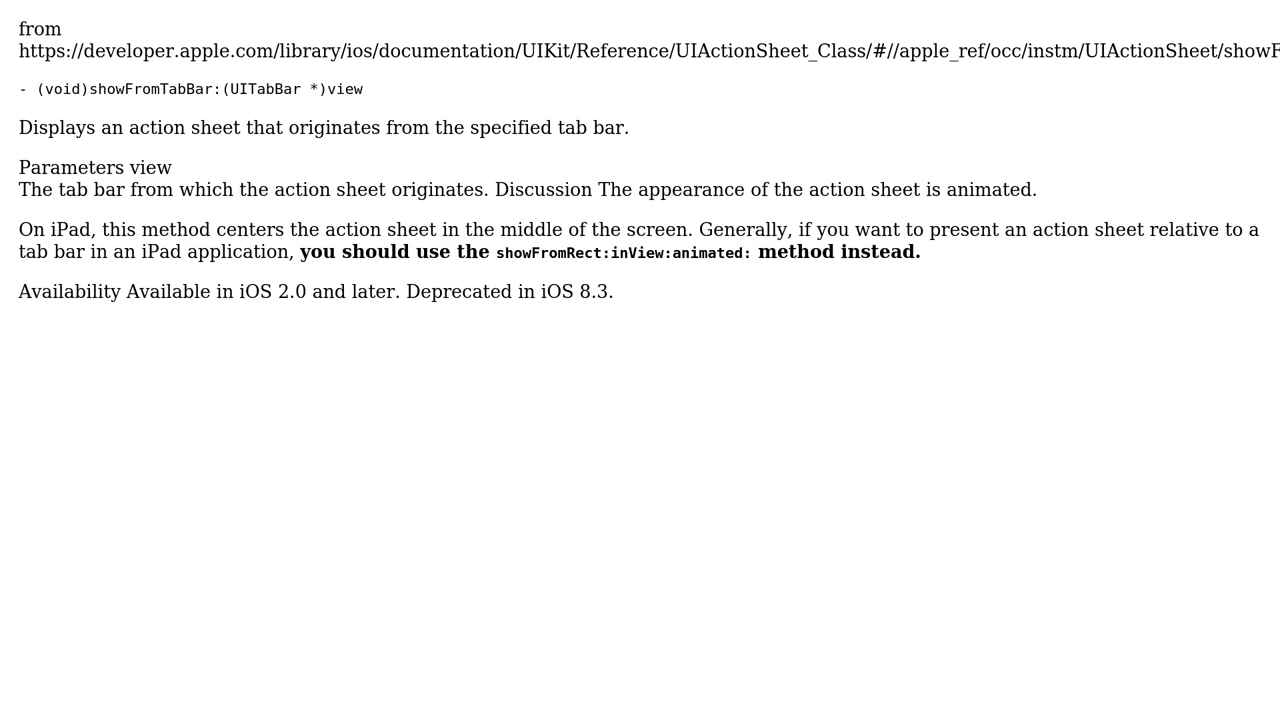 from
https://developer.apple.com/library/ios/documentation/UIKit/Reference/UIActionSheet_Class/#//apple_ref/occ/instm/UIActionSheet/showF
- (void)showFromTabBar:(UITabBar *)view
Displays an action sheet that originates from the specified tab bar.
Parameters view
The tab bar from which the action sheet originates. Discussion The appearance of the action sheet is animated.
On iPad, this method centers the action sheet in the middle of the screen. Generally, if you want to present an action sheet relative to a
tab bar in an iPad application, you should use the showFromRect:inView:animated: method instead.
Availability Available in iOS 2.0 and later. Deprecated in iOS 8.3.